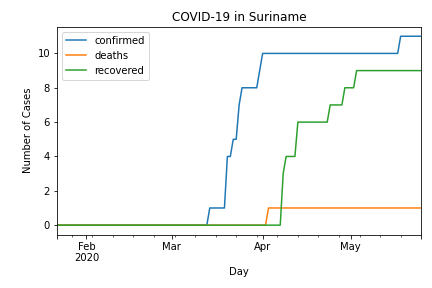 COVID-19 in Suriname
confirmed
deaths
recovered
Number of Cases
10
8
6
4
2
0
Feb
2020
Mar
Apr
May
Day